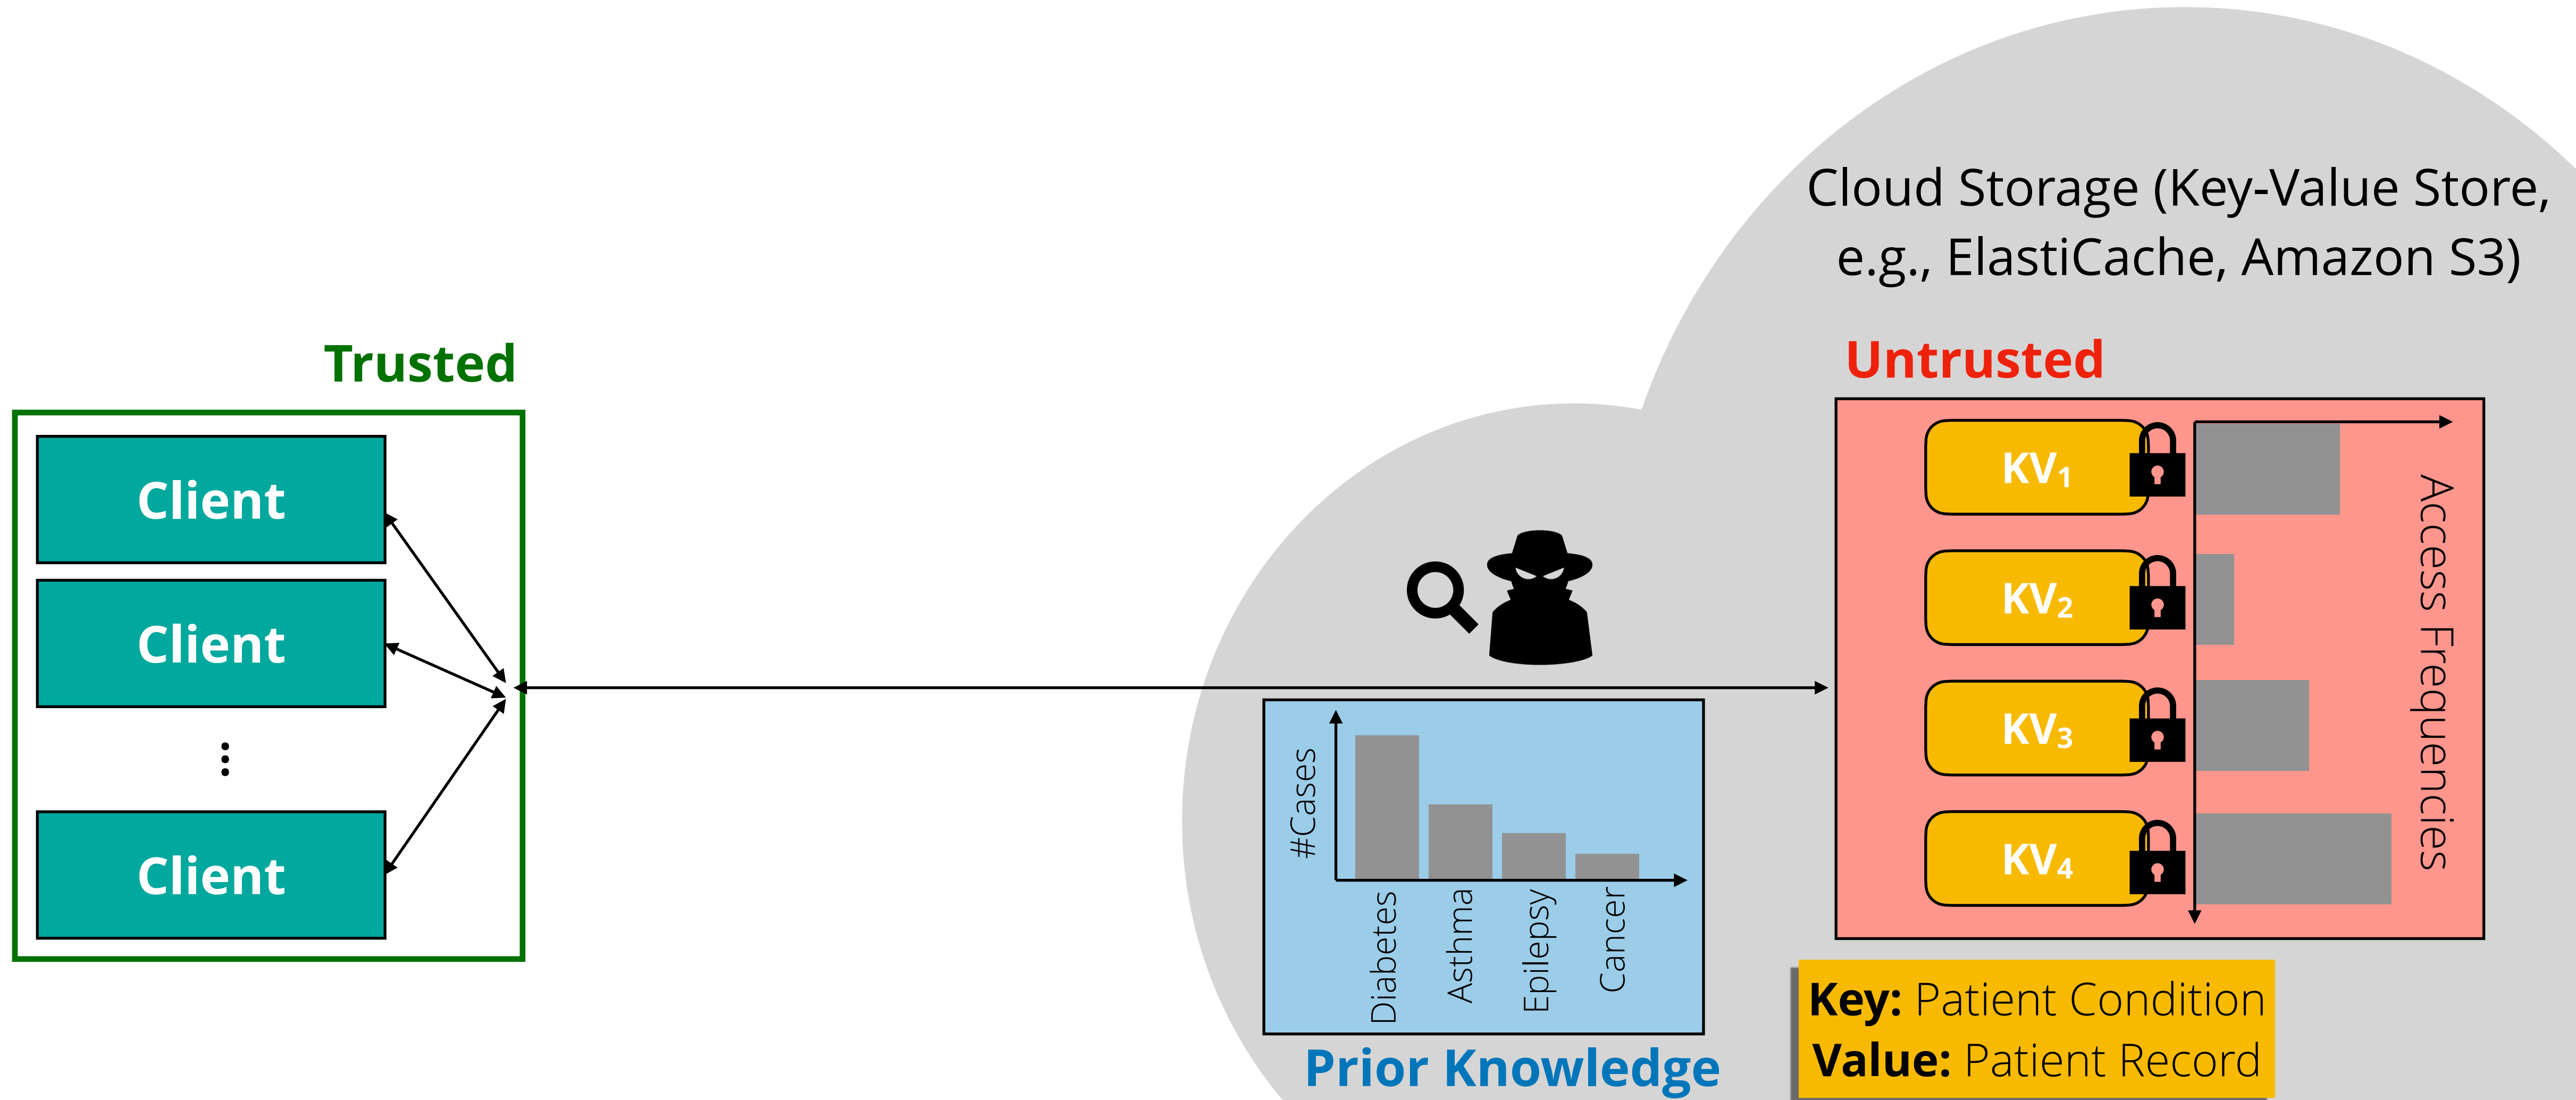 Cloud Storage (Key-Value Store,
e.g., ElastiCache, Amazon S3)
Trusted
Untrusted
Client
Client
Client
KV₁
KV₂
KV₃
KV₄
Access Frequencies
#Cases
Diabetes
Asthma
Epilepsy
Cancer
Prior Knowledge
Key: Patient Condition
Value: Patient Record